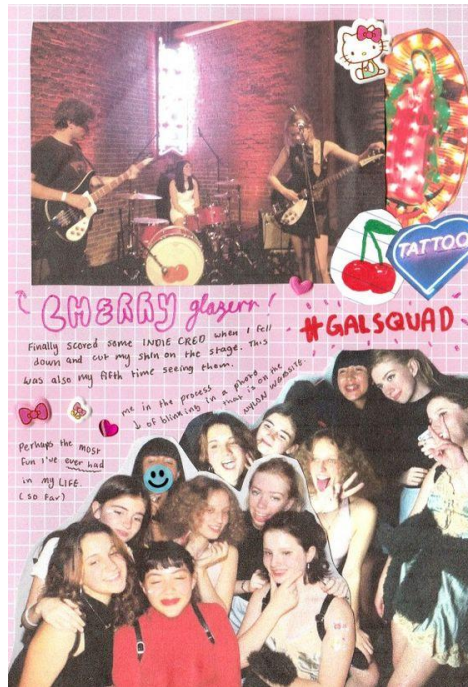 TATTOO
CHERRY glazerr!
#GALSQUAD
Finally scored some INDIE CRED when I fell
down and cut my shin on the stage. This
was also my fifth time seeing them.
me in the process
↓ of blinking in a photo
that is on the
NYLON WEBSITE.
Perhaps the MOST
fun I've ever had
in my LIFE.
(so far)